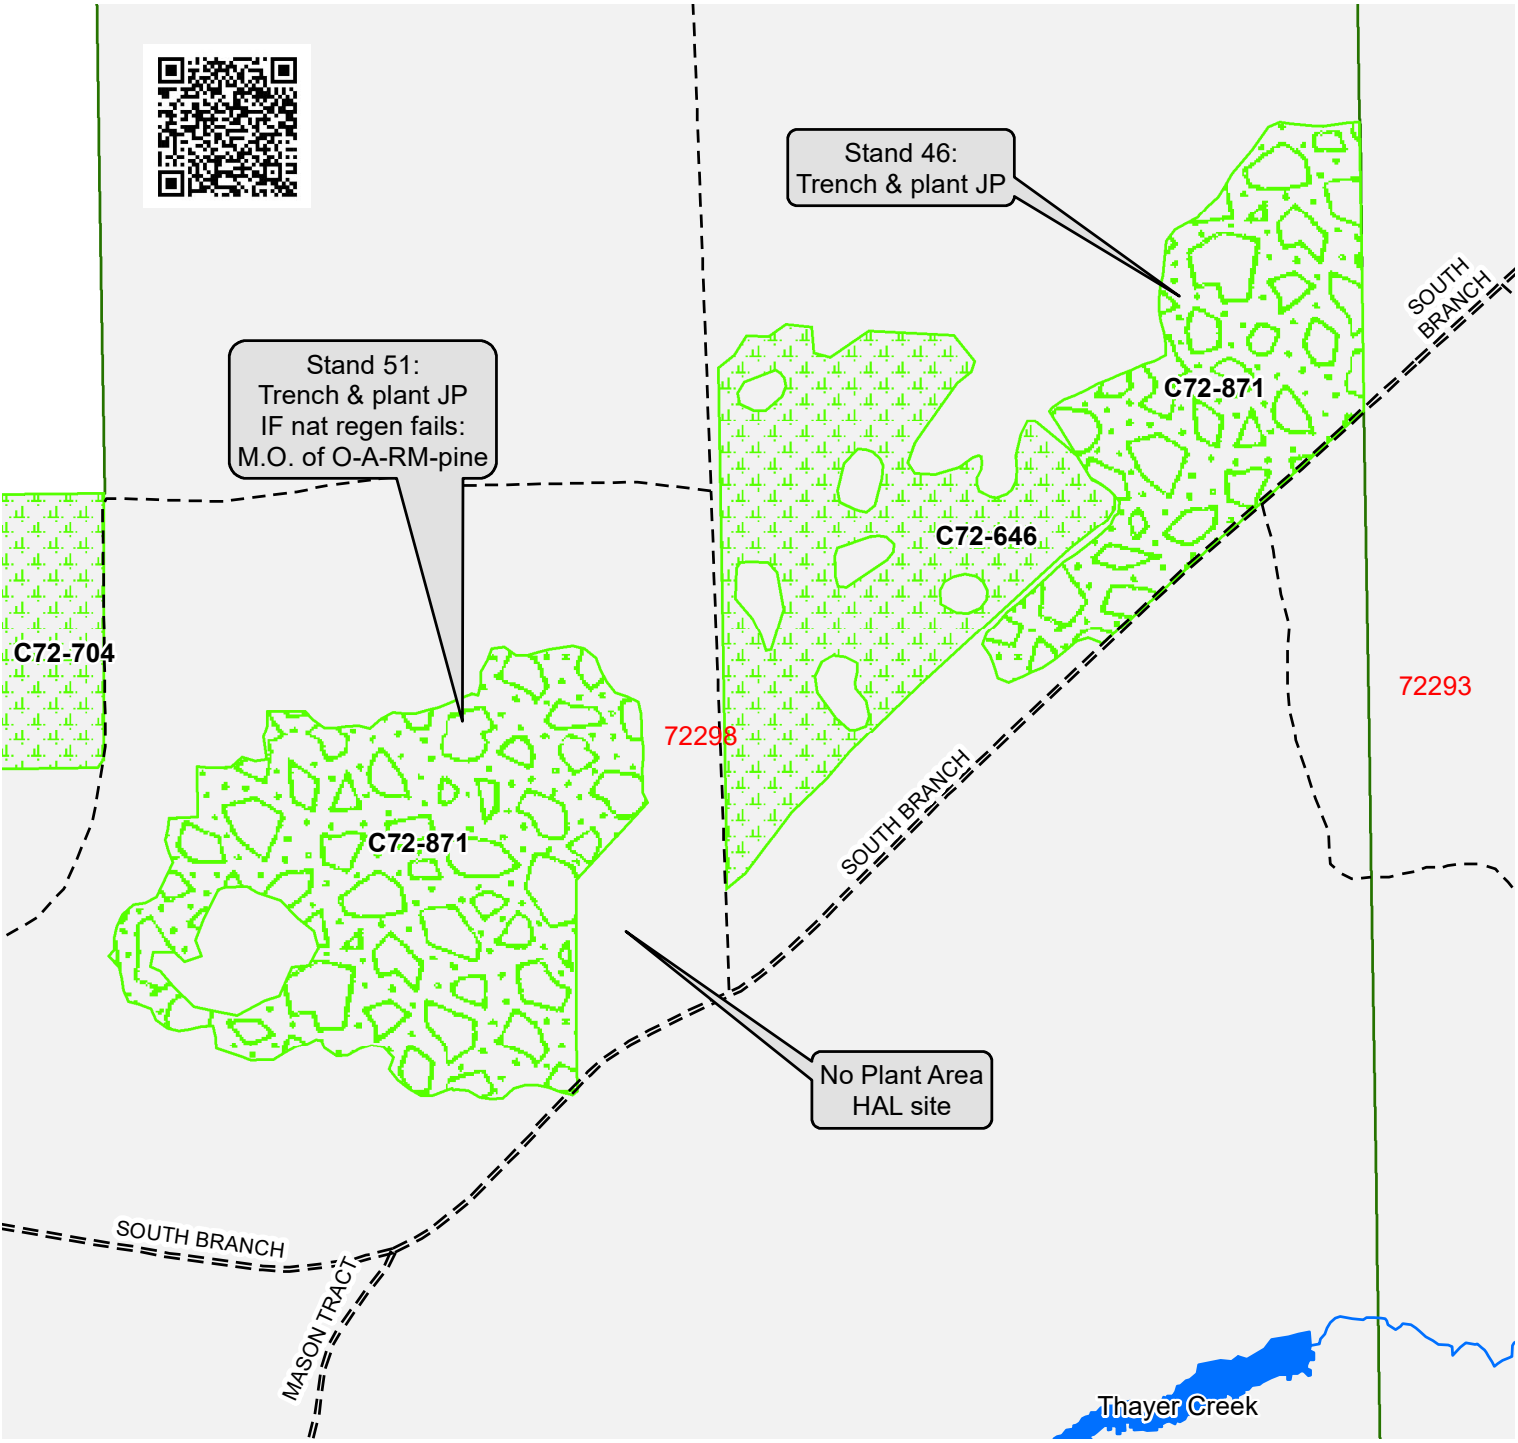 Stand 46:
Trench & plant JP
SOUTH
BRANCH
Stand 51:
Trench & plant JP
IF nat regen fails:
M.O. of O-A-RM-pine
C72-871
C72-646
C72-704
72293
72298
SOUTH BRANCH
C72-871
No Plant Area
HAL site
SOUTH BRANCH
MASON TRACT
Thayer Creek